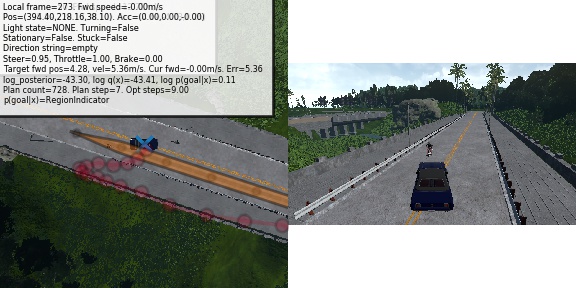 Local frame=273. Fwd speed=-0.00m/s
Pos=(394.40,218.16,38.10). Acc=(0.00,0.00,-0.00)
Light state=NONE. Turning=False
Stationary=False. Stuck=False
Direction string=empty
Steer=0.95, Throttle=1.00, Brake=0.00
Target fwd pos=4.28, vel=5.36m/s. Cur fwd=-0.00m/s. Err=5.36
log_posterior=-43.30, log q(x)=-43.41, log p(goal|x)=0.11
Plan count=728. Plan step=7. Opt steps=9.00
p(goal|x)=RegionIndicator